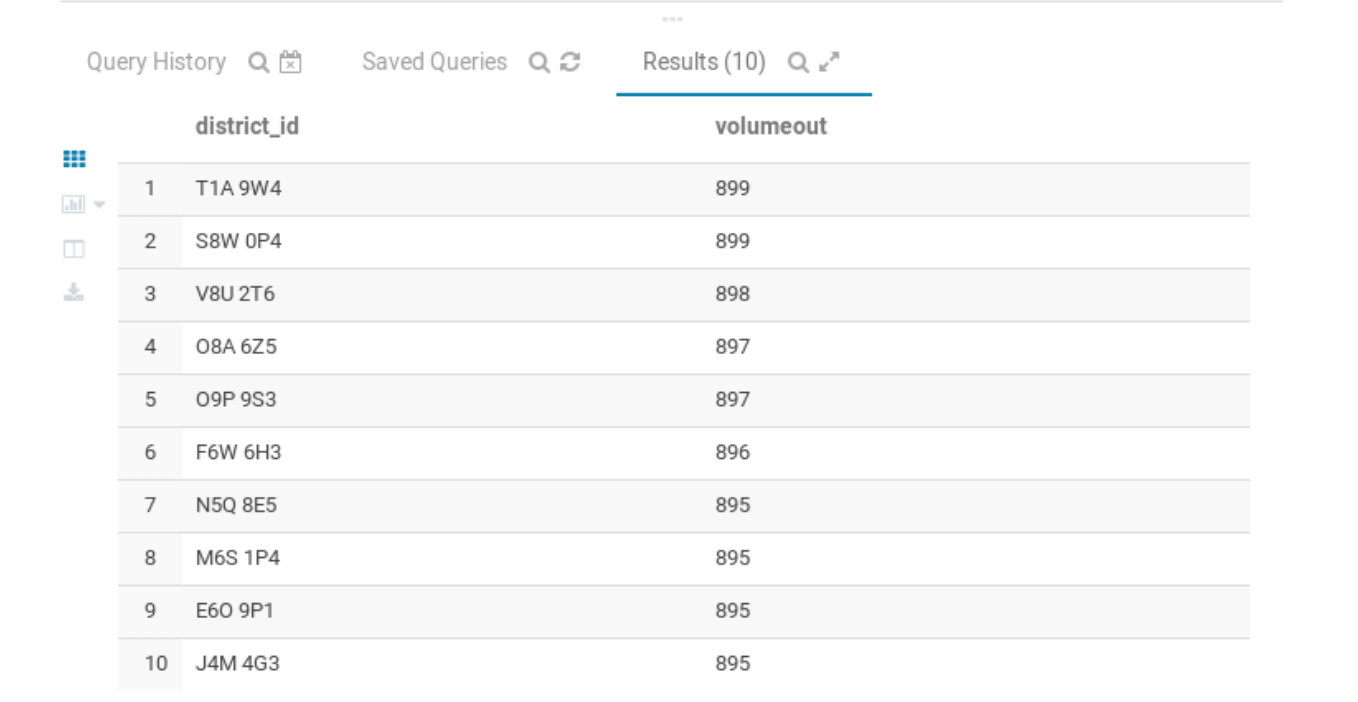 Query History Saved Queries Results (10)
district_id volumeout
1 T1A 9W4 899
2 S8W 0P4 899
3 V8U 2T6 898
4 O8A 6Z5 897
5 O9P 9S3 897
6 F6W 6H3 896
7 N5Q 8E5 895
8 M6S 1P4 895
9 E6O 9P1 895
10 J4M 4G3 895